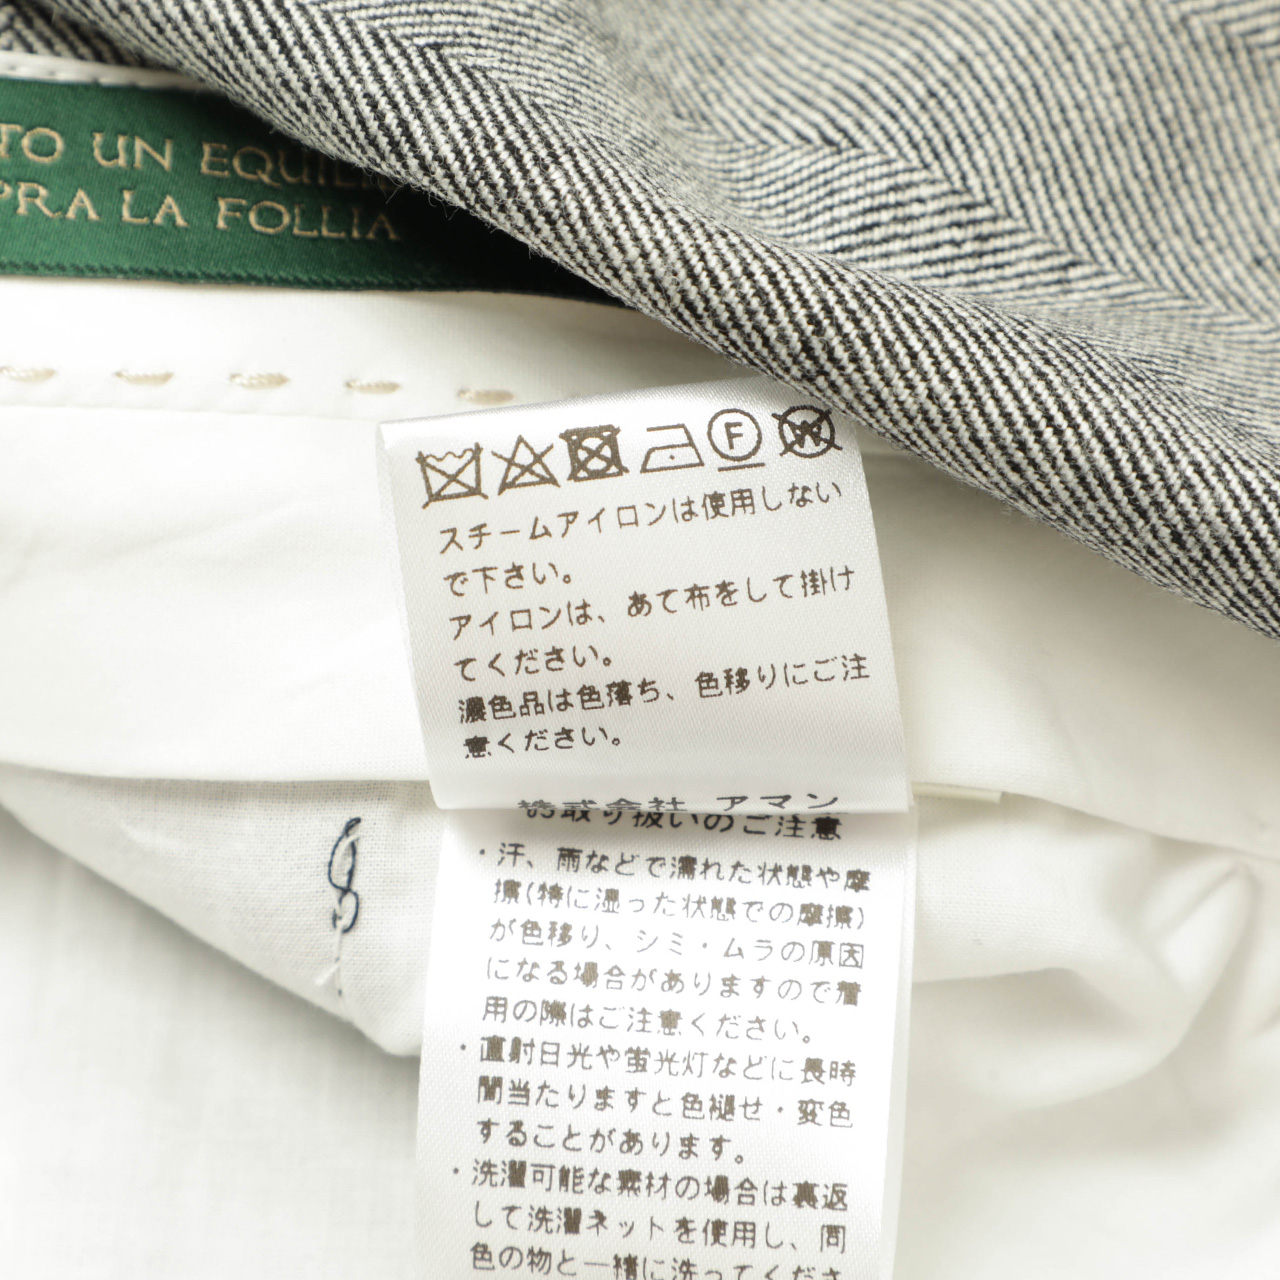 TO UN EQUIL
PRA LA FOLLIA
F
W
スチームアイロンは使用しない
で下さい。
アイロンは、あて布をして掛け
てください。
濃色品は色落ち、色移りにご注
意ください。
株式会社 アマン
お取り扱いのご注意
・汗、雨などで濡れた状態や摩
擦(特に湿った状態での摩擦)
が色移り、シミ・ムラの原因
になる場合がありますので着
用の際はご注意ください。
・直射日光や蛍光灯などに長時
間当たりますと色褪せ・変色
することがあります。
・洗濯可能な素材の場合は裏返
して洗濯ネットを使用し、同
色の物と一緒に洗ってくださ